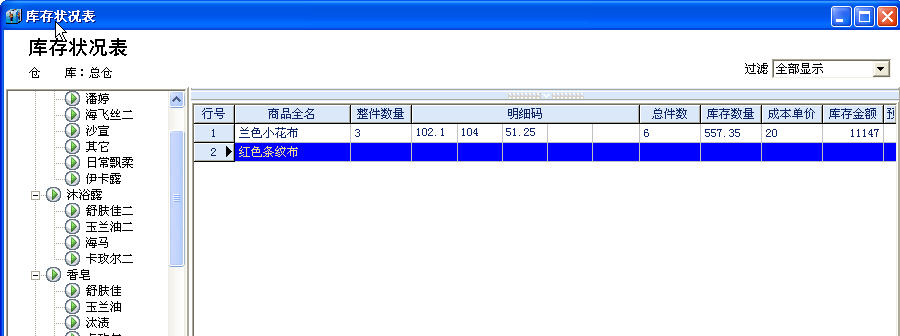 库存状况表
库存状况表
仓 库：总仓
过滤 全部显示
潘婷
海飞丝二
沙宣
其它
日常飘柔
伊卡露
沐浴露
舒肤佳二
玉兰油二
海马
卡玫尔二
香皂
舒肤佳
玉兰油
汰渍
行号 商品全名 整件数量 明细码 总件数 库存数量 成本单价 库存金额 预
1 兰色小花布 3 102.1 104 51.25 6 557.35 20 11147
2 红色条纹布